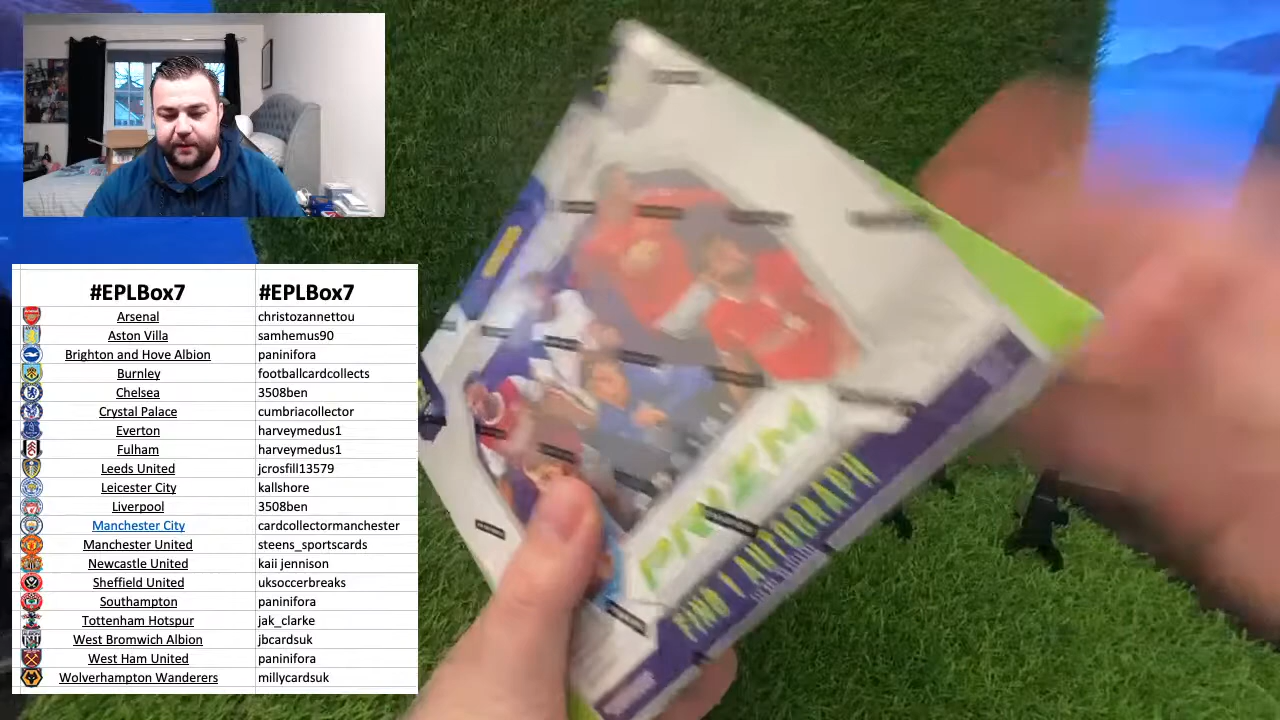 #EPLBox7 #EPLBox7
Arsenal christozannettou
Aston Villa samhemus90
Brighton and Hove Albion paninifora
Burnley footballcardcollects
Chelsea 3508ben
Crystal Palace cumbriacollector
Everton harveymedus1
Fulham harveymedus1
Leeds United jcrosfill13579
Leicester City kallshore
Liverpool 3508ben
Manchester City cardcollectormanchester
Manchester United steens_sportscards
Newcastle United kaii jennison
Sheffield United uksoccerbreaks
Southampton paninifora
Tottenham Hotspur jak_clarke
West Bromwich Albion jbcardsuk
West Ham United paninifora
Wolverhampton Wanderers millycardsuk
PRIZM
FIND 1 AUTOGRAPH